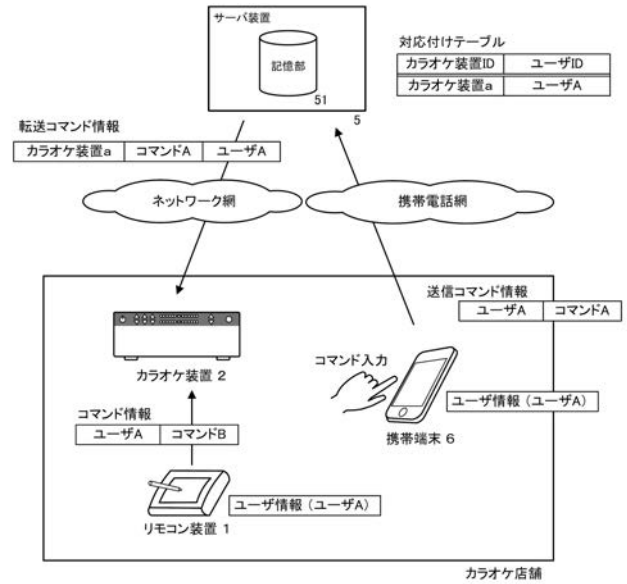 サーバ装置
記憶部
51
5
対応付けテーブル
カラオケ装置ID ユーザID
カラオケ装置a ユーザA
転送コマンド情報
カラオケ装置a コマンドA ユーザA
ネットワーク網
携帯電話網
送信コマンド情報
ユーザA コマンドA
カラオケ装置 2
コマンド入力
ユーザ情報（ユーザA）
携帯端末 6
コマンド情報
ユーザA コマンドB
ユーザ情報（ユーザA）
リモコン装置 1
カラオケ店舗